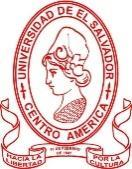 UNIVERSIDAD DE EL SALVADOR
CENTRO AMERICA
HACIA LA
LIBERTAD
POR LA
CULTURA